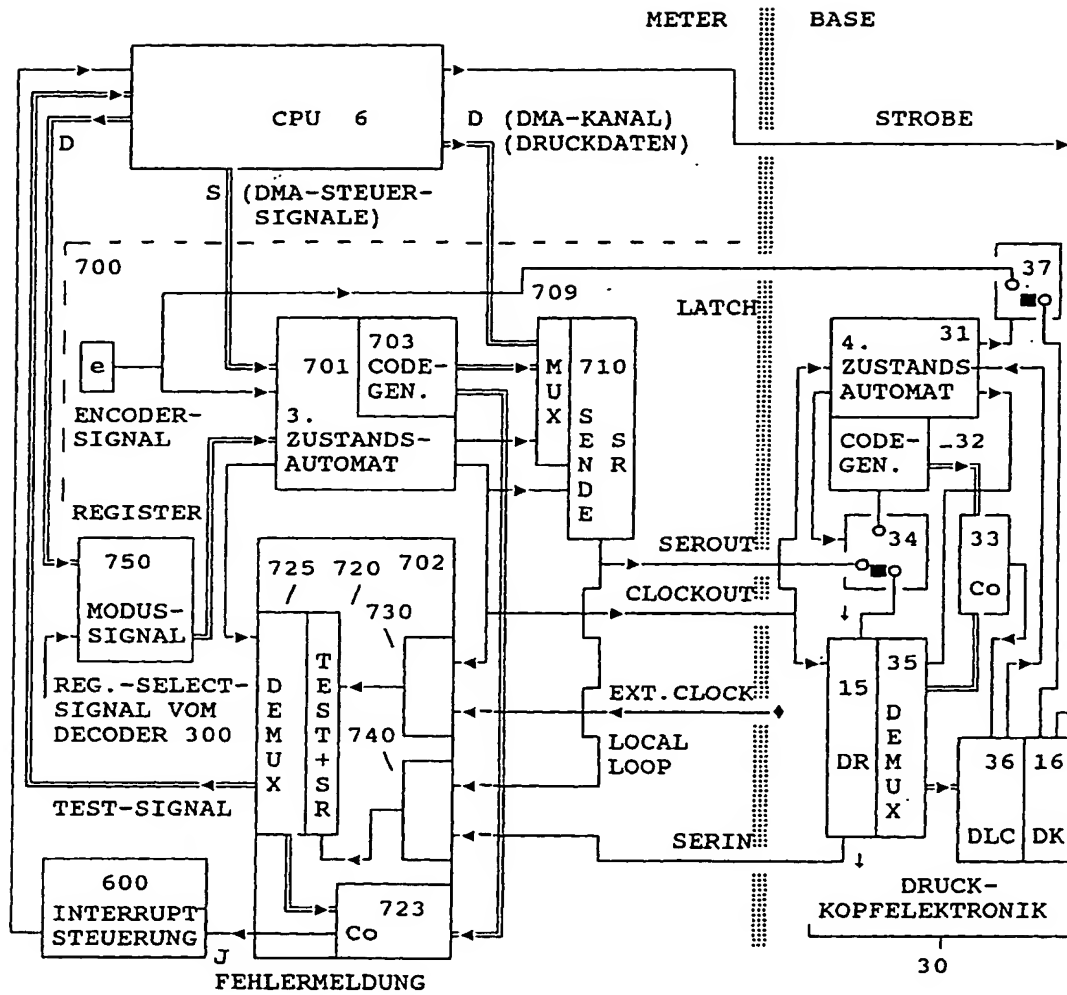 METER BASE
CPU 6
D (DMA-KANAL)
(DRUCKDATEN)
STROBE
D
S (DMA-STEUER-
SIGNALE)
700
37
709
LATCH
703
CODE-
GEN.
701
3.
ZUSTANDS-
AUTOMAT
e
ENCODER-
SIGNAL
MUX
710
SENDE
SR
31
4.
ZUSTANDS
AUTOMAT
CODE-
GEN.
32
REGISTER
750
MODUS-
SIGNAL
REG.-SELECT-
SIGNAL VOM
DECODER 300
725 720 702
730
SEROUT
34
33
Co
CLOCKOUT
DEMUX
TEST+SR
EXT.CLOCK
740
LOCAL
LOOP
15
DR
35
DEMUX
36
DLC
16
DK
TEST-SIGNAL
SERIN
600
INTERRUPT
STEUERUNG
J
723
Co
FEHLERMELDUNG
DRUCK-
KOPFELEKTRONIK
30